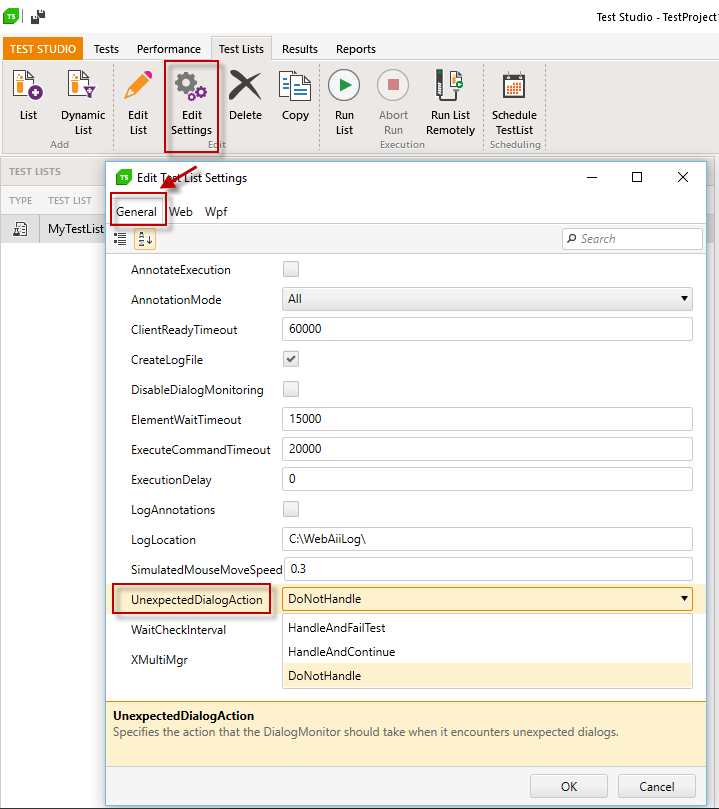 TS
Test Studio - TestProject
TEST STUDIO Tests Performance Test Lists Results Reports
List Dynamic List Edit List Edit Settings Delete Copy Run List Abort Run Run List Remotely Schedule TestList
Add Edit Execution Scheduling
TEST LISTS
TYPE TEST LIST
MyTestList
TS Edit Test List Settings
General Web Wpf
Search
AnnotateExecution
AnnotationMode All
ClientReadyTimeout 60000
CreateLogFile
DisableDialogMonitoring
ElementWaitTimeout 15000
ExecuteCommandTimeout 20000
ExecutionDelay 0
LogAnnotations
LogLocation C:\WebAiiLog\
SimulatedMouseMoveSpeed 0.3
UnexpectedDialogAction DoNotHandle
WaitCheckInterval HandleAndFailTest
HandleAndContinue
XMultiMgr DoNotHandle
UnexpectedDialogAction
Specifies the action that the DialogMonitor should take when it encounters unexpected dialogs.
OK Cancel